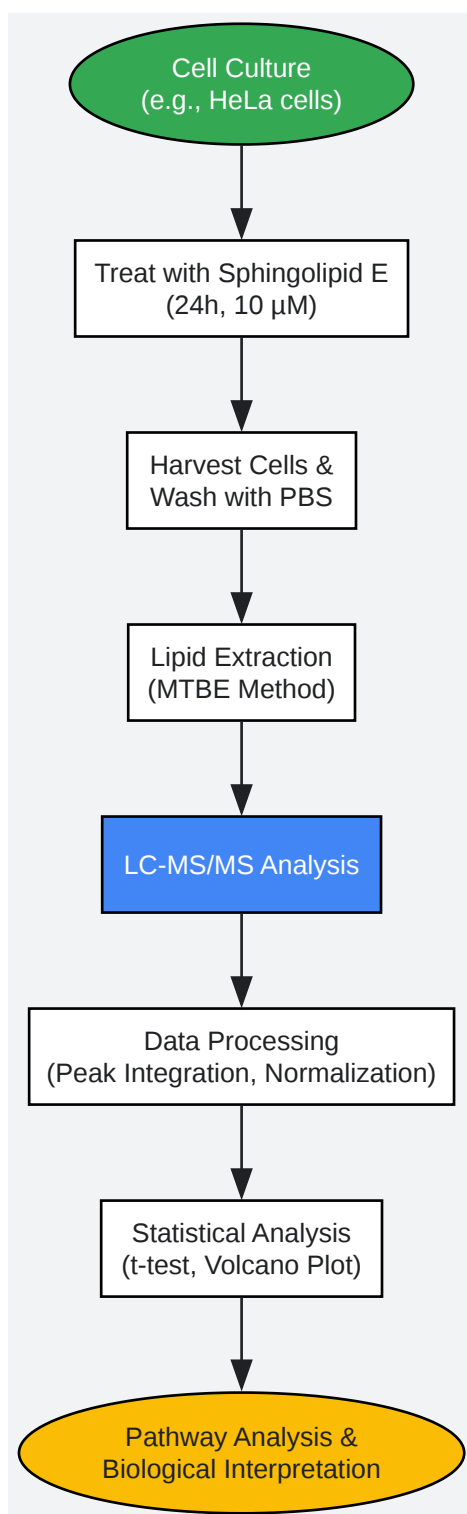 Cell Culture
(e.g., HeLa cells)
Treat with Sphingolipid E
(24h, 10 µM)
Harvest Cells &
Wash with PBS
Lipid Extraction
(MTBE Method)
LC-MS/MS Analysis
Data Processing
(Peak Integration, Normalization)
Statistical Analysis
(t-test, Volcano Plot)
Pathway Analysis &
Biological Interpretation